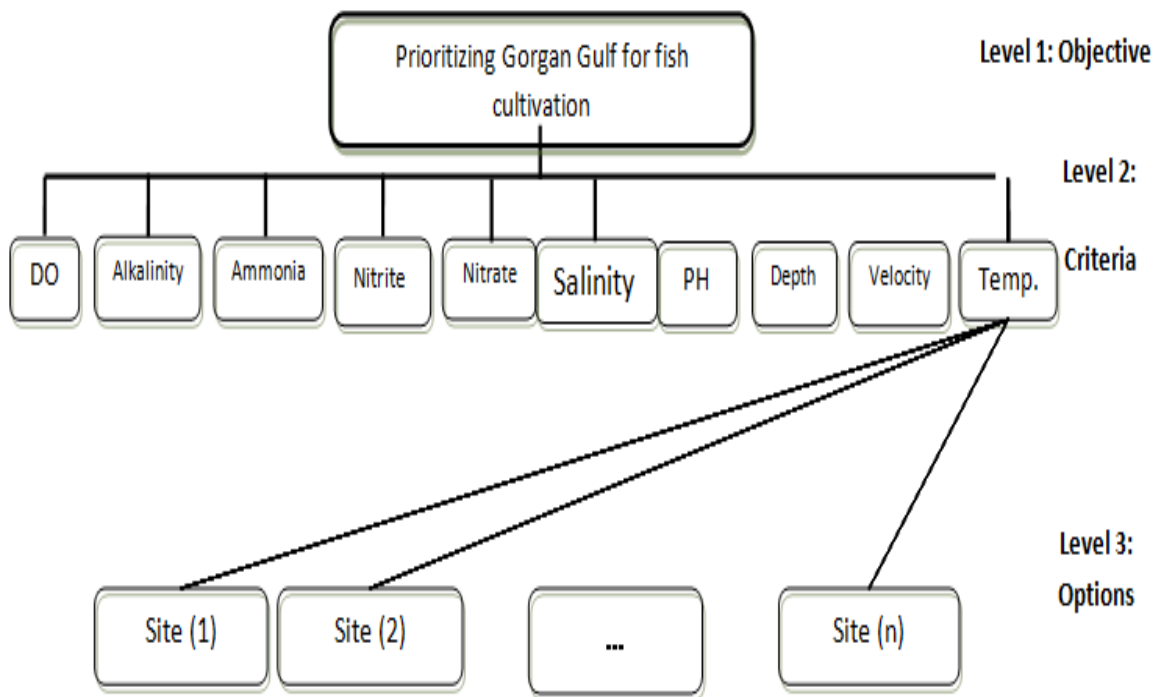 Prioritizing Gorgan Gulf for fish
cultivation
Level 1: Objective
Level 2:
Criteria
DO
Alkalinity
Ammonia
Nitrite
Nitrate
Salinity
PH
Depth
Velocity
Temp.
Level 3:
Options
Site (1)
Site (2)
...
Site (n)